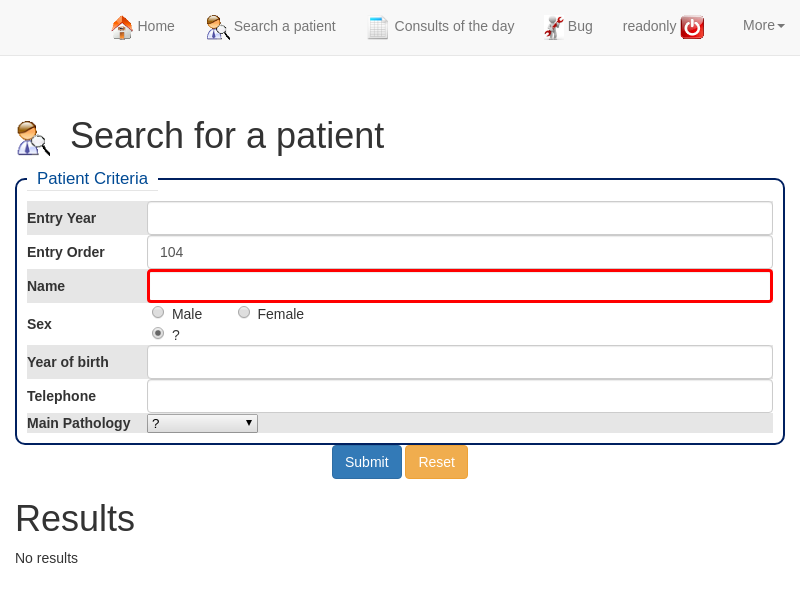 Home Search a patient Consults of the day Bug readonly More
Search for a patient
Patient Criteria
Entry Year
Entry Order 104
Name
Sex Male Female
?
Year of birth
Telephone
Main Pathology ?
Submit Reset
Results
No results